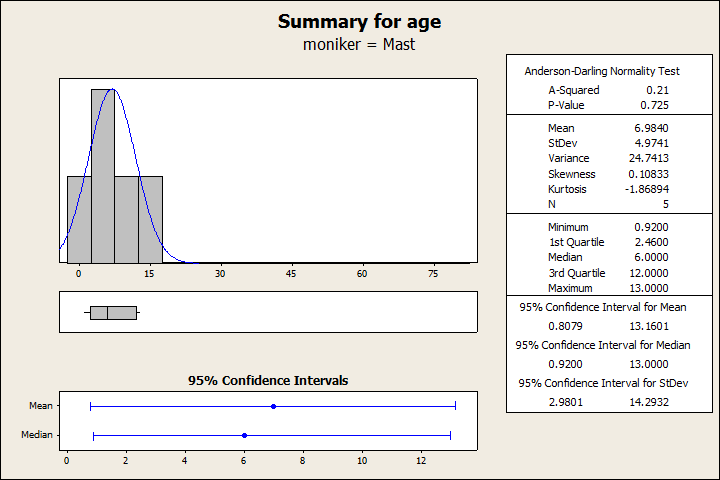 Summary for age
moniker = Mast
0 15 30 45 60 75
95% Confidence Intervals
Mean
Median
0 2 4 6 8 10 12
Anderson-Darling Normality Test
A-Squared 0.21
P-Value 0.725
Mean 6.9840
StDev 4.9741
Variance 24.7413
Skewness 0.10833
Kurtosis -1.86894
N 5
Minimum 0.9200
1st Quartile 2.4600
Median 6.0000
3rd Quartile 12.0000
Maximum 13.0000
95% Confidence Interval for Mean
0.8079 13.1601
95% Confidence Interval for Median
0.9200 13.0000
95% Confidence Interval for StDev
2.9801 14.2932